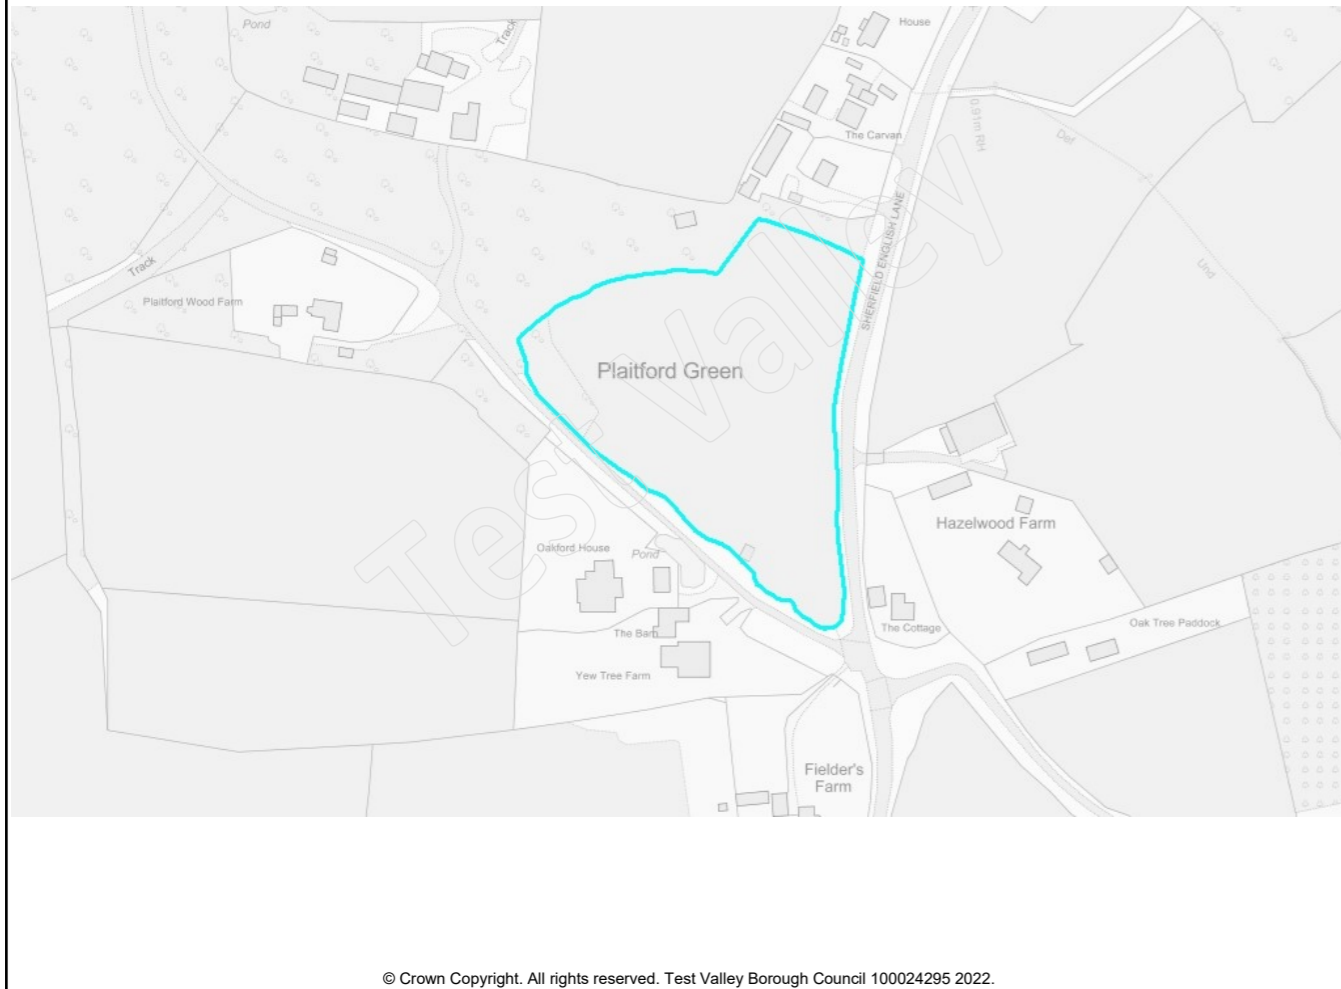 Pond
Track
House
The Carvan
0.91m RH
Def
Und
SHERFIELD ENGLISH LANE
Track
Plaitford Wood Farm
Plaitford Green
Test Valley
Hazelwood Farm
Oakford House
Pond
The Barn
The Cottage
Oak Tree Paddock
Yew Tree Farm
Fielder's
Farm
© Crown Copyright. All rights reserved. Test Valley Borough Council 100024295 2022.